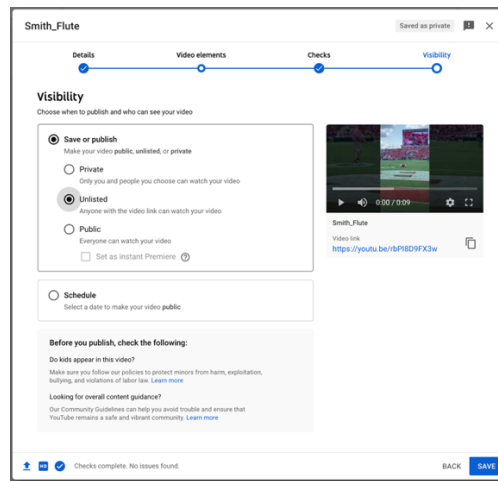 Smith_Flute
Saved as private
Details
Video elements
Checks
Visibility
Visibility
Choose when to publish and who can see your video
Save or publish
Make your video public, unlisted, or private
Private
Only you and people you choose can watch your video
Unlisted
Anyone with the video link can watch your video
Public
Everyone can watch your video
Set as instant Premiere
Schedule
Select a date to make your video public
Before you publish, check the following:
Do kids appear in this video?
Make sure you follow our policies to protect minors from harm, exploitation,
bullying, and violations of labor law. Learn more
Looking for overall content guidance?
Our Community Guidelines can help you avoid trouble and ensure that
YouTube remains a safe and vibrant community. Learn more
0:00 / 0:09
Smith_Flute
Video link
https://youtu.be/rbPI8D9FX3w
HD
Checks complete. No issues found.
BACK
SAVE